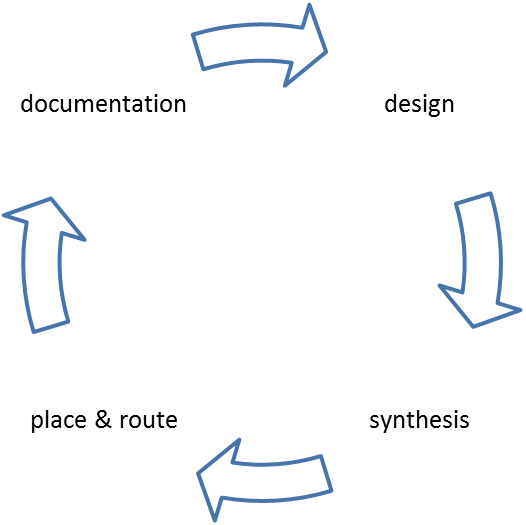 documentation
design
place & route
synthesis